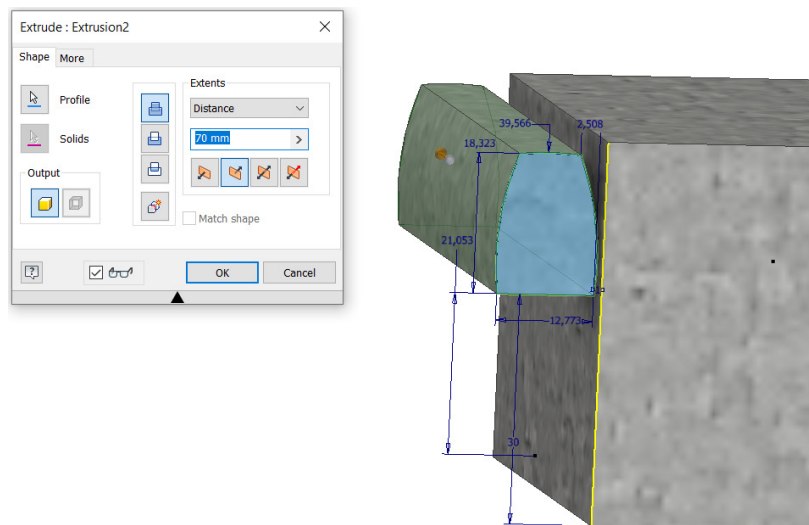 Extrude : Extrusion2
Shape More
Profile
Solids
Output
Extents
Distance
70 mm
Match shape
OK Cancel
39,566
2,508
18,323
21,053
12,773
30